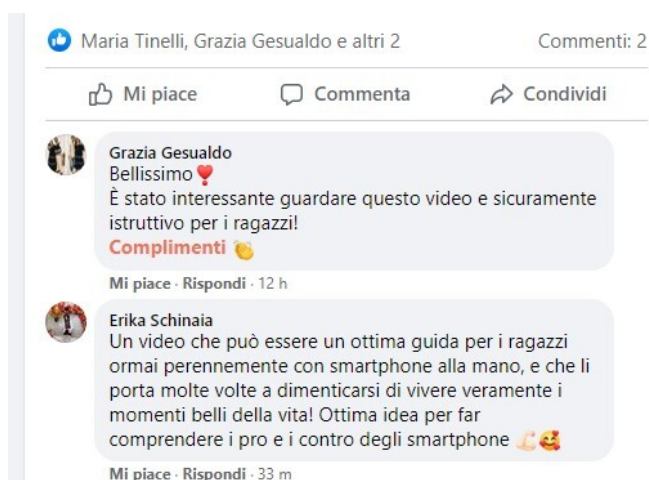 Maria Tinelli, Grazia Gesualdo e altri 2 Commenti: 2
Mi piace Commenta Condividi
Grazia Gesualdo
Bellissimo❣️
È stato interessante guardare questo video e sicuramente
istruttivo per i ragazzi!
Complimenti 👏
Mi piace · Rispondi · 12 h
Erika Schinaia
Un video che può essere un ottima guida per i ragazzi
ormai perennemente con smartphone alla mano, e che li
porta molte volte a dimenticarsi di vivere veramente i
momenti belli della vita! Ottima idea per far
comprendere i pro e i contro degli smartphone 💪🏻🥰
Mi piace · Rispondi · 33 m